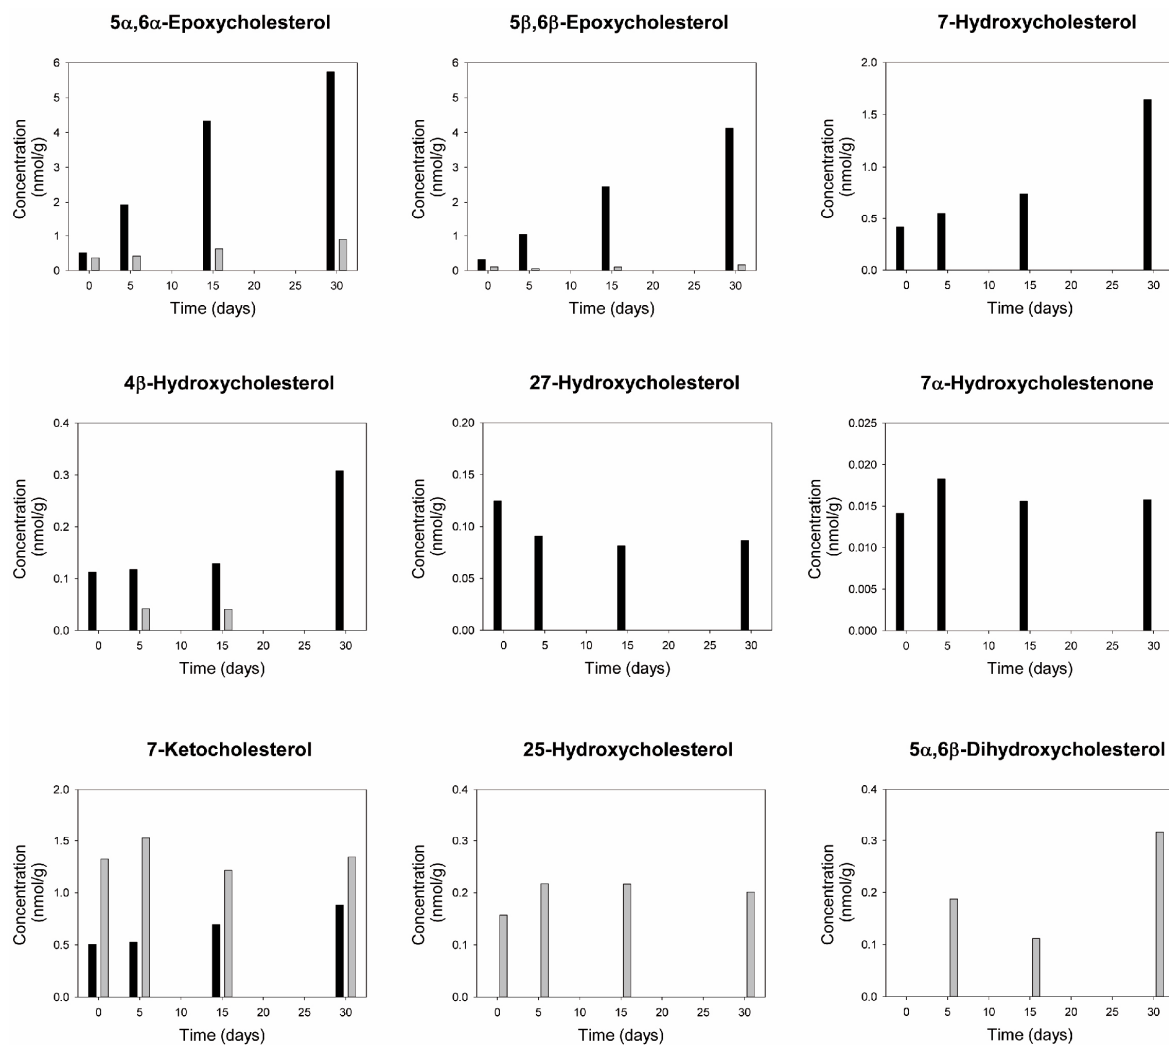 5α,6α-Epoxycholesterol
6
5
4
3
2
1
0
Concentration
(nmol/g)
0 5 10 15 20 25 30
Time (days)
5β,6β-Epoxycholesterol
6
5
4
3
2
1
0
Concentration
(nmol/g)
0 5 10 15 20 25 30
Time (days)
7-Hydroxycholesterol
2.0
1.5
1.0
0.5
0.0
Concentration
(nmol/g)
0 5 10 15 20 25 30
Time (days)
4β-Hydroxycholesterol
0.4
0.3
0.2
0.1
0.0
Concentration
(nmol/g)
0 5 10 15 20 25 30
Time (days)
27-Hydroxycholesterol
0.20
0.15
0.10
0.05
0.00
Concentration
(nmol/g)
0 5 10 15 20 25 30
Time (days)
7α-Hydroxycholestenone
0.025
0.020
0.015
0.010
0.005
0.000
Concentration
(nmol/g)
0 5 10 15 20 25 30
Time (days)
7-Ketocholesterol
2.0
1.5
1.0
0.5
0.0
Concentration
(nmol/g)
0 5 10 15 20 25 30
Time (days)
25-Hydroxycholesterol
0.4
0.3
0.2
0.1
0.0
Concentration
(nmol/g)
0 5 10 15 20 25 30
Time (days)
5α,6β-Dihydroxycholesterol
0.4
0.3
0.2
0.1
0.0
Concentration
(nmol/g)
0 5 10 15 20 25 30
Time (days)